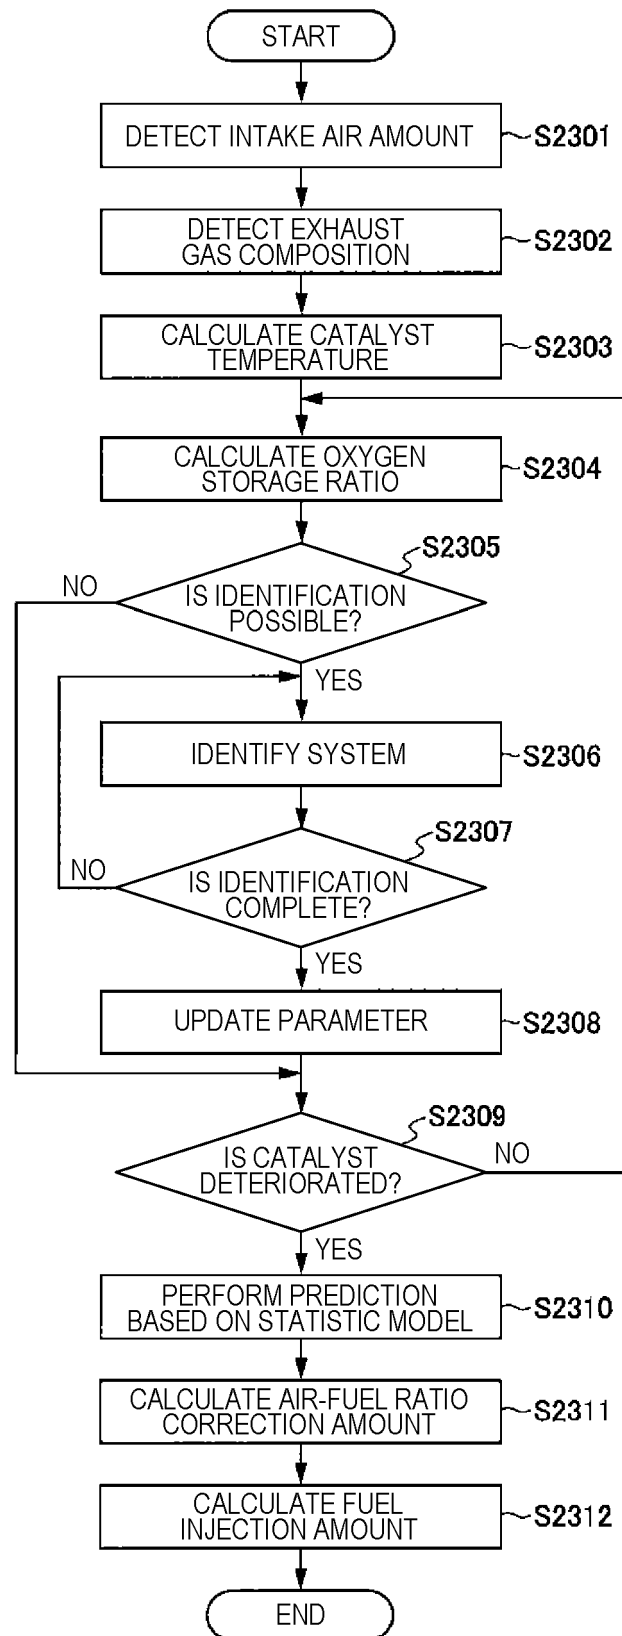 START
DETECT INTAKE AIR AMOUNT
S2301
DETECT EXHAUST
GAS COMPOSITION
S2302
CALCULATE CATALYST
TEMPERATURE
S2303
CALCULATE OXYGEN
STORAGE RATIO
S2304
S2305
NO
IS IDENTIFICATION
POSSIBLE?
YES
IDENTIFY SYSTEM
S2306
S2307
NO
IS IDENTIFICATION
COMPLETE?
YES
UPDATE PARAMETER
S2308
S2309
IS CATALYST
DETERIORATED?
NO
YES
PERFORM PREDICTION
BASED ON STATISTIC MODEL
S2310
CALCULATE AIR-FUEL RATIO
CORRECTION AMOUNT
S2311
CALCULATE FUEL
INJECTION AMOUNT
S2312
END